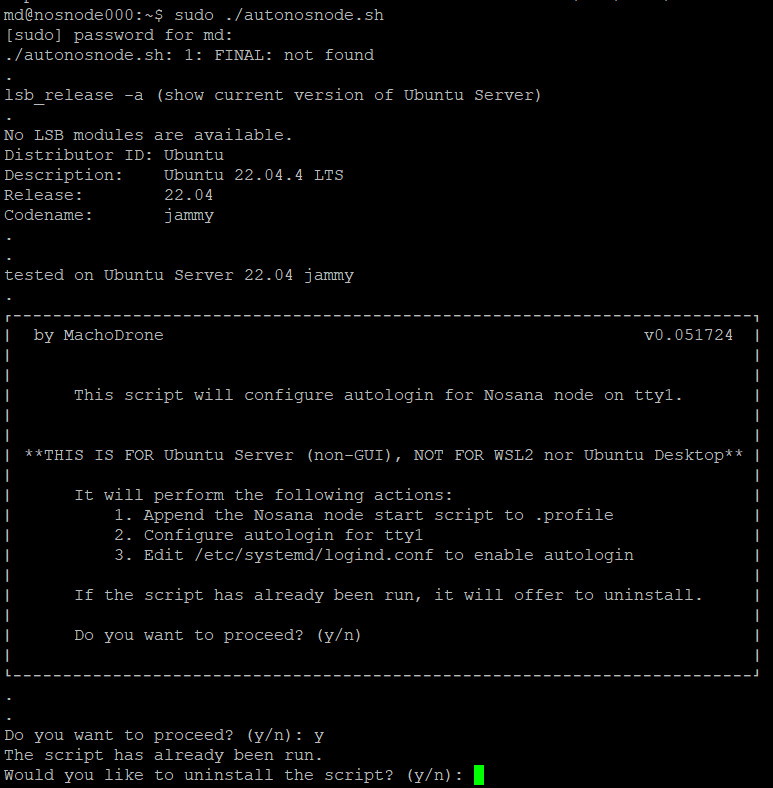 md@nosnode000:~$ sudo ./autonosnode.sh
[sudo] password for md:
./autonosnode.sh: 1: FINAL: not found
.
lsb_release -a (show current version of Ubuntu Server)
.
No LSB modules are available.
Distributor ID: Ubuntu
Description:    Ubuntu 22.04.4 LTS
Release:        22.04
Codename:       jammy
.
.
tested on Ubuntu Server 22.04 jammy
.
by MachoDrone                                                v0.051724
This script will configure autologin for Nosana node on tty1.
**THIS IS FOR Ubuntu Server (non-GUI), NOT FOR WSL2 nor Ubuntu Desktop**
It will perform the following actions:
1. Append the Nosana node start script to .profile
2. Configure autologin for tty1
3. Edit /etc/systemd/logind.conf to enable autologin
If the script has already been run, it will offer to uninstall.
Do you want to proceed? (y/n)
.
.
Do you want to proceed? (y/n): y
The script has already been run.
Would you like to uninstall the script? (y/n):